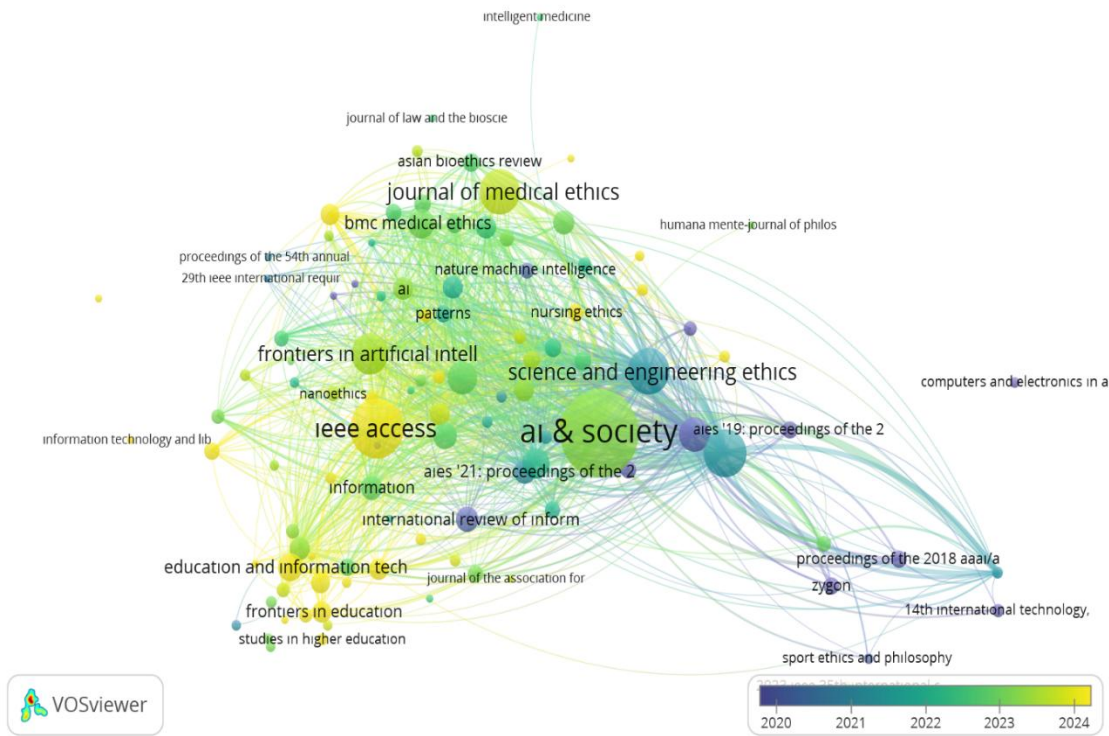 intelligent medicine
journal of law and the bioscie
asian bioethics review
journal of medical ethics
bmc medical ethics
humana mente-journal of philos
proceedings of the 54th annual
nature machine intelligence
29th ieee international requir
ai
patterns
nursing ethics
frontiers in artificial intell
science and engineering ethics
computers and electronics in a
nanoethics
ieee access
ai & society
aies '19: proceedings of the 2
information technology and lib
aies '21: proceedings of the 2
information
international review of inform
proceedings of the 2018 aaai/a
education and information tech
journal of the association for
zygon
frontiers in education
14th international technology,
studies in higher education
sport ethics and philosophy
VOSviewer
2020 2021 2022 2023 2024